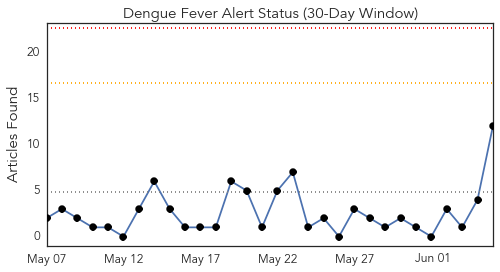 Dengue Fever Alert Status (30-Day Window)
Articles Found
20
15
10
5
0
May 07 May 12 May 17 May 22 May 27 Jun 01